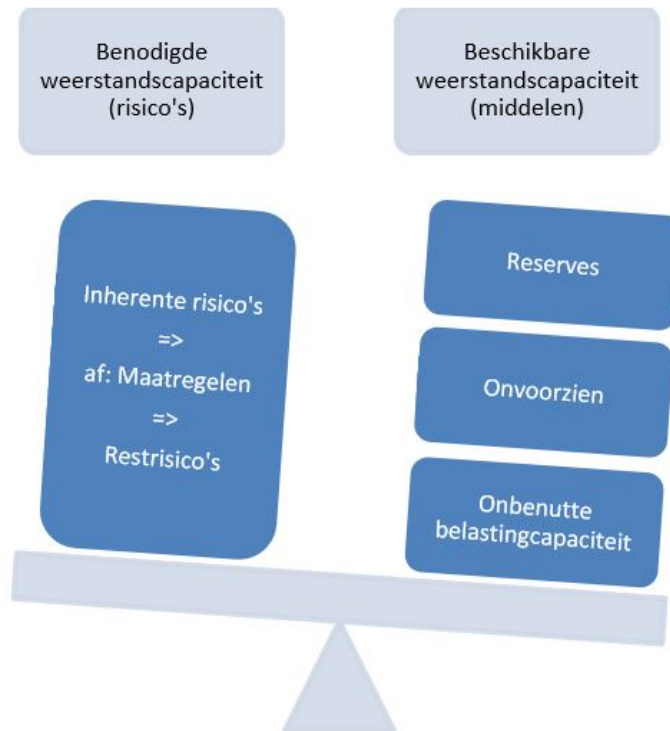 Benodigde
weerstandscapaciteit
(risico's)
Beschikbare
weerstandscapaciteit
(middelen)
Inherente risico's
=>
af: Maatregelen
=>
Restrisico's
Reserves
Onvoorzien
Onbenutte
belastingcapaciteit